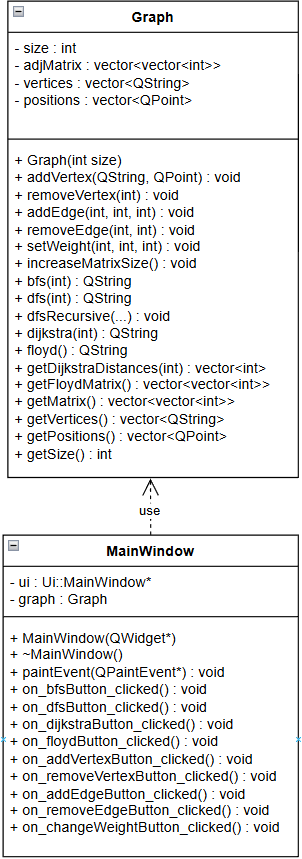 Graph
- size : int
- adjMatrix : vector<vector<int>>
- vertices : vector<QString>
- positions : vector<QPoint>
+ Graph(int size)
+ addVertex(QString, QPoint) : void
+ removeVertex(int) : void
+ addEdge(int, int, int) : void
+ removeEdge(int, int) : void
+ setWeight(int, int, int) : void
+ increaseMatrixSize() : void
+ bfs(int) : QString
+ dfs(int) : QString
+ dfsRecursive(...) : void
+ dijkstra(int) : QString
+ floyd() : QString
+ getDijkstraDistances(int) : vector<int>
+ getFloydMatrix() : vector<vector<int>>
+ getMatrix() : vector<vector<int>>
+ getVertices() : vector<QString>
+ getPositions() : vector<QPoint>
+ getSize() : int
use
MainWindow
- ui : Ui::MainWindow*
- graph : Graph
+ MainWindow(QWidget*)
+ ~MainWindow()
+ paintEvent(QPaintEvent*) : void
+ on_bfsButton_clicked() : void
+ on_dfsButton_clicked() : void
+ on_dijkstraButton_clicked() : void
+ on_floydButton_clicked() : void
+ on_addVertexButton_clicked() : void
+ on_removeVertexButton_clicked() : void
+ on_addEdgeButton_clicked() : void
+ on_removeEdgeButton_clicked() : void
+ on_changeWeightButton_clicked() : void